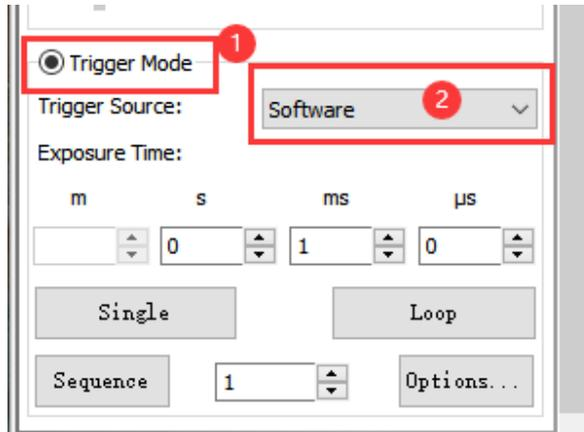 Trigger Mode 1
Trigger Source: Software 2
Exposure Time:
m s ms µs
0 1 0
Single Loop
Sequence 1 Options...